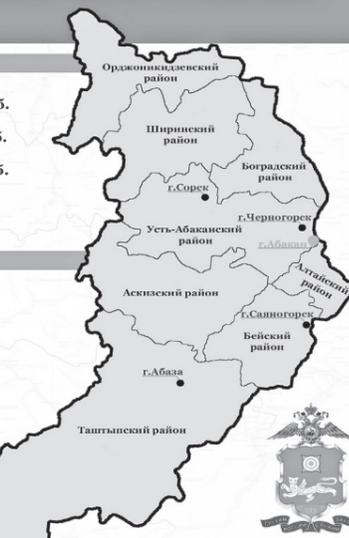 Орджоникидзевский
район
б.
Ширинский
район
б.
Боградский
район
б.
г.Сорск
г.Черногорск
Усть-Абаканский
район
г.Абакан
Алтайский
район
Аскизский район
г.Саяногорск
Бейский
район
г.Абаза
Таштыпский район